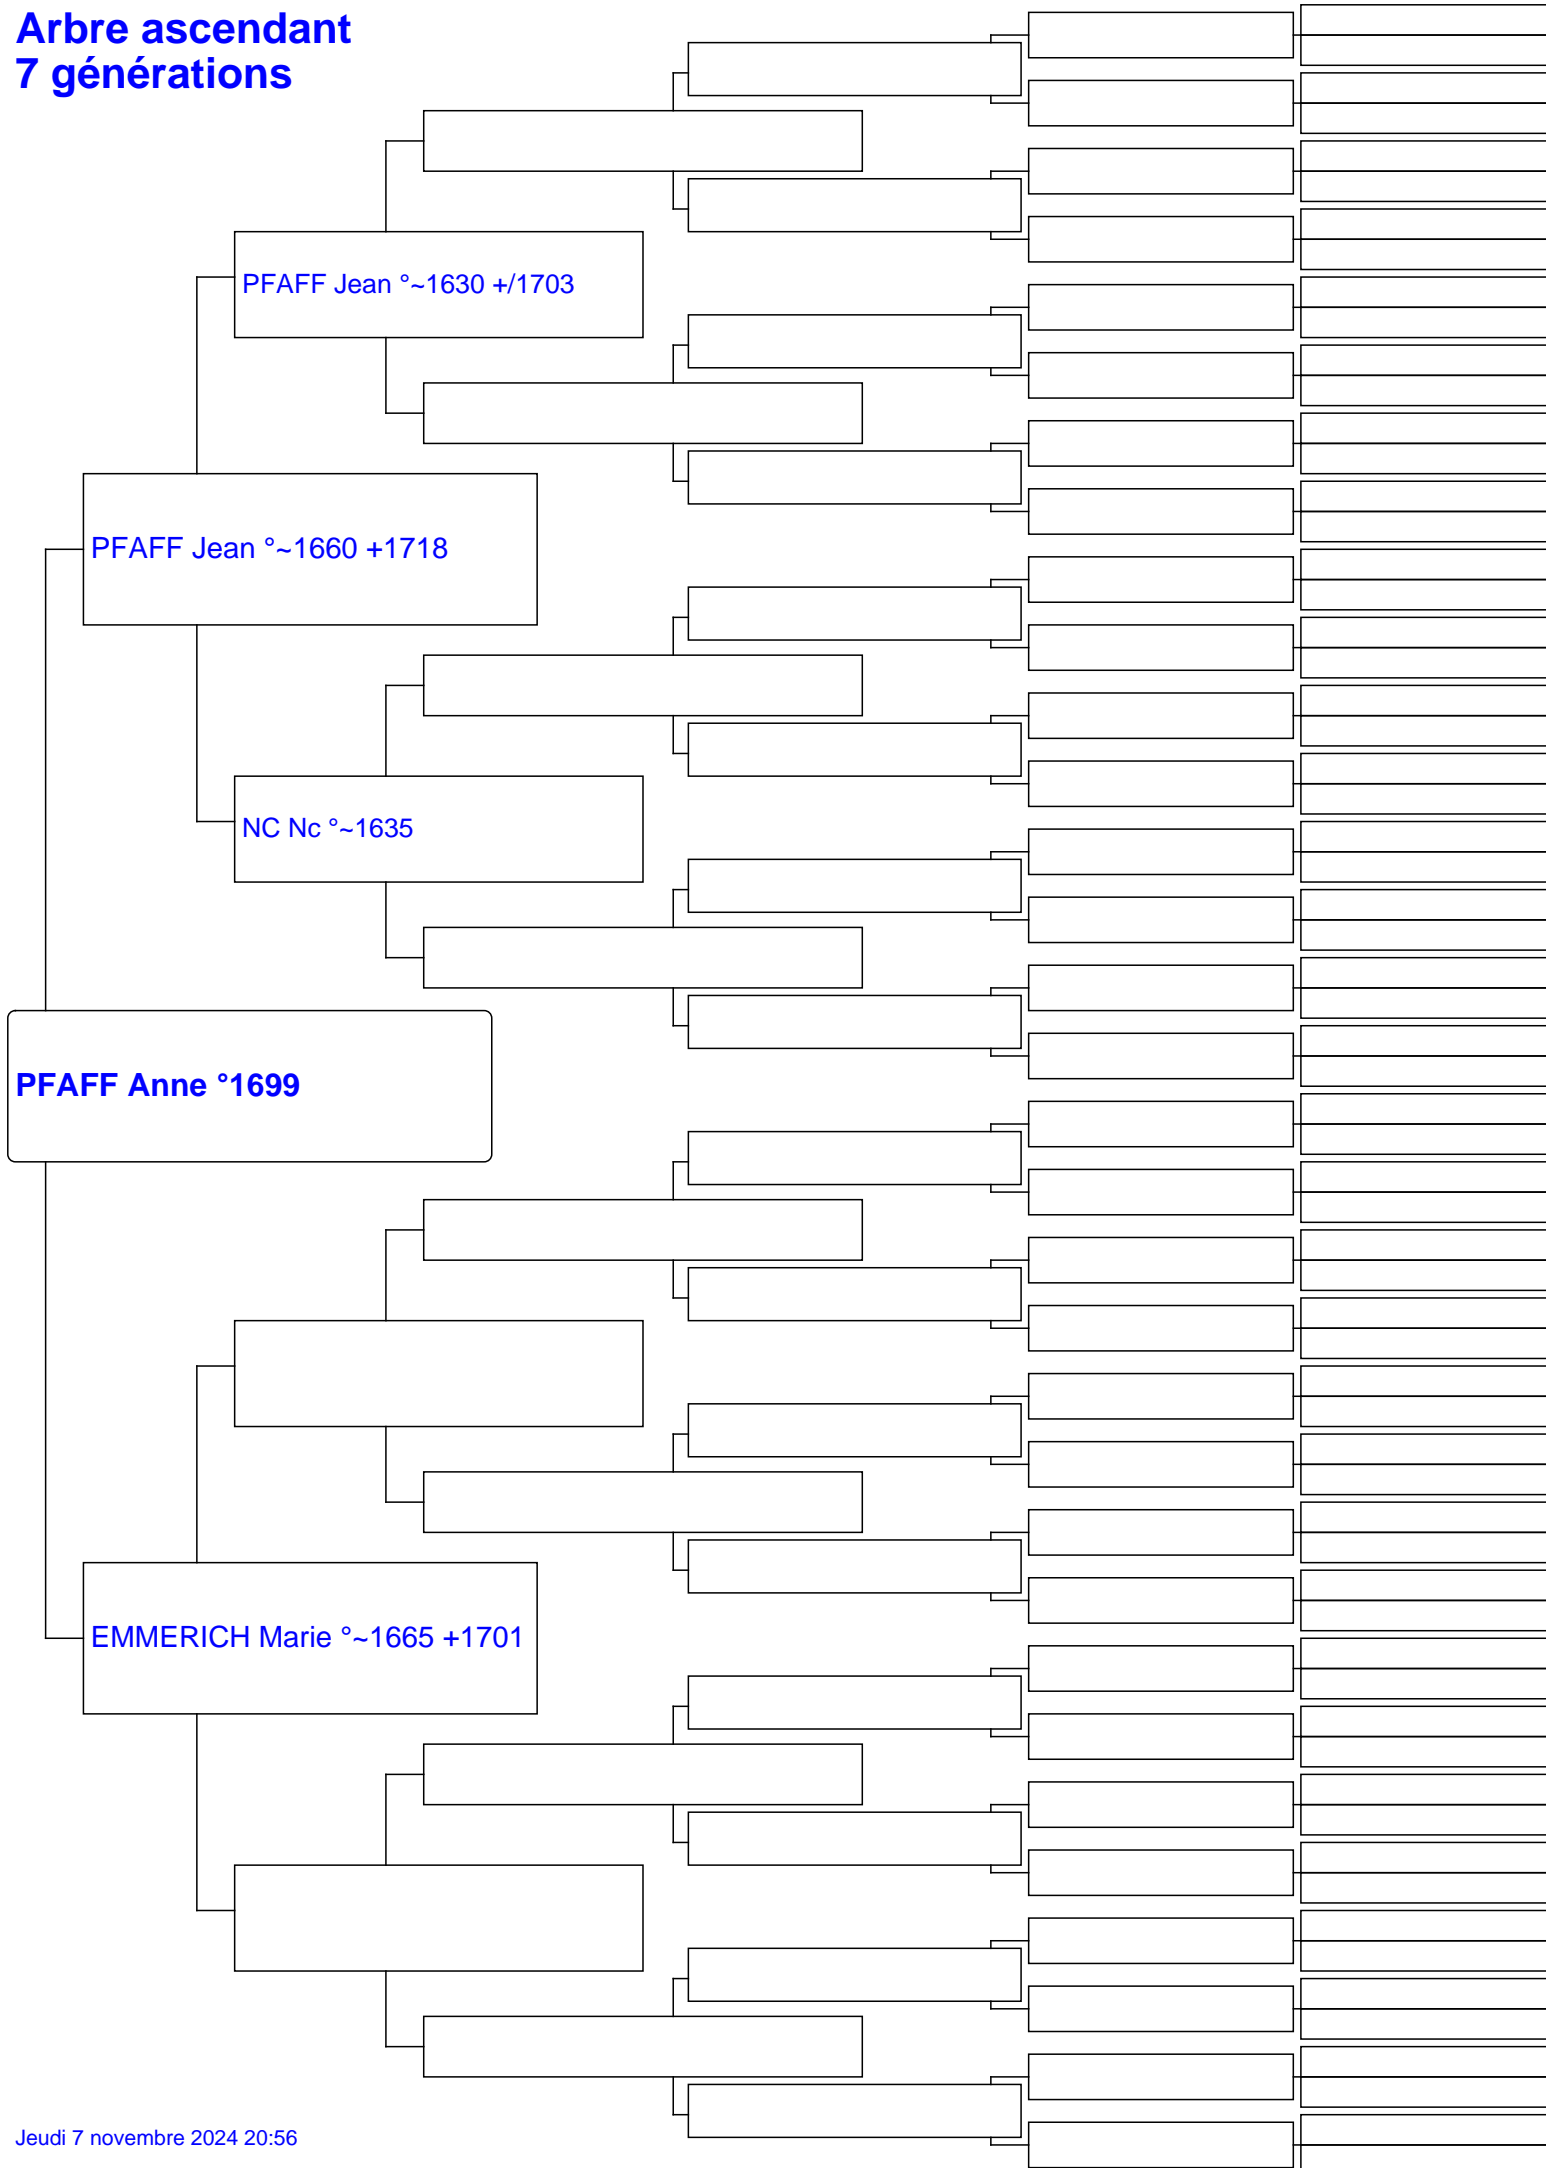 Arbre ascendant
7 générations
PFAFF Jean °~1630 +/1703
PFAFF Jean °~1660 +1718
NC Nc °~1635
PFAFF Anne °1699
EMMERICH Marie °~1665 +1701
Jeudi 7 novembre 2024 20:56